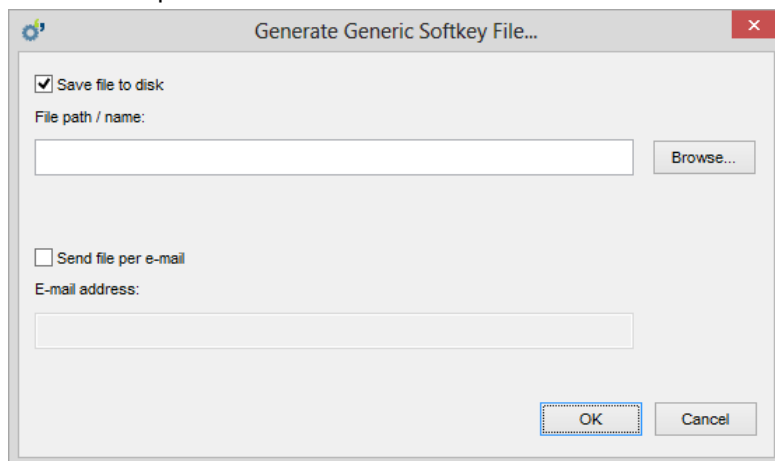 Generate Generic Softkey File...
Save file to disk
File path / name:
Browse...
Send file per e-mail
E-mail address:
OK Cancel